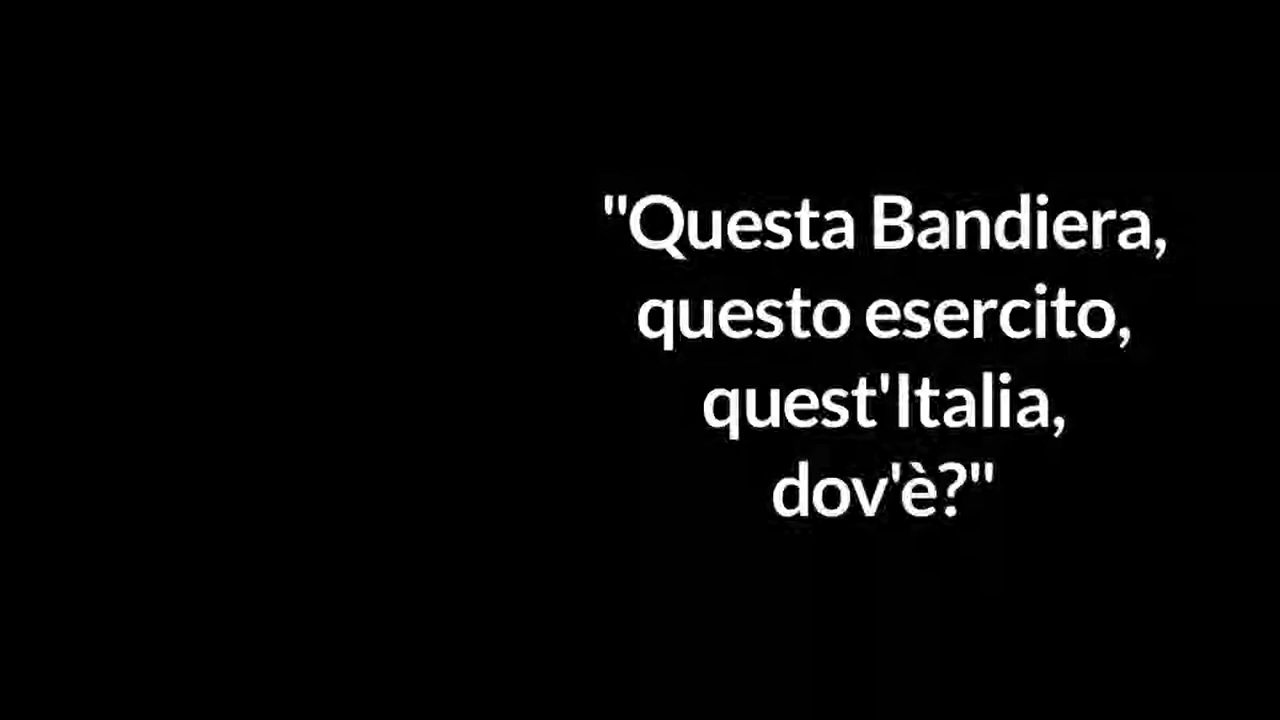 "Questa Bandiera,
questo esercito,
quest'Italia,
dov'è?"